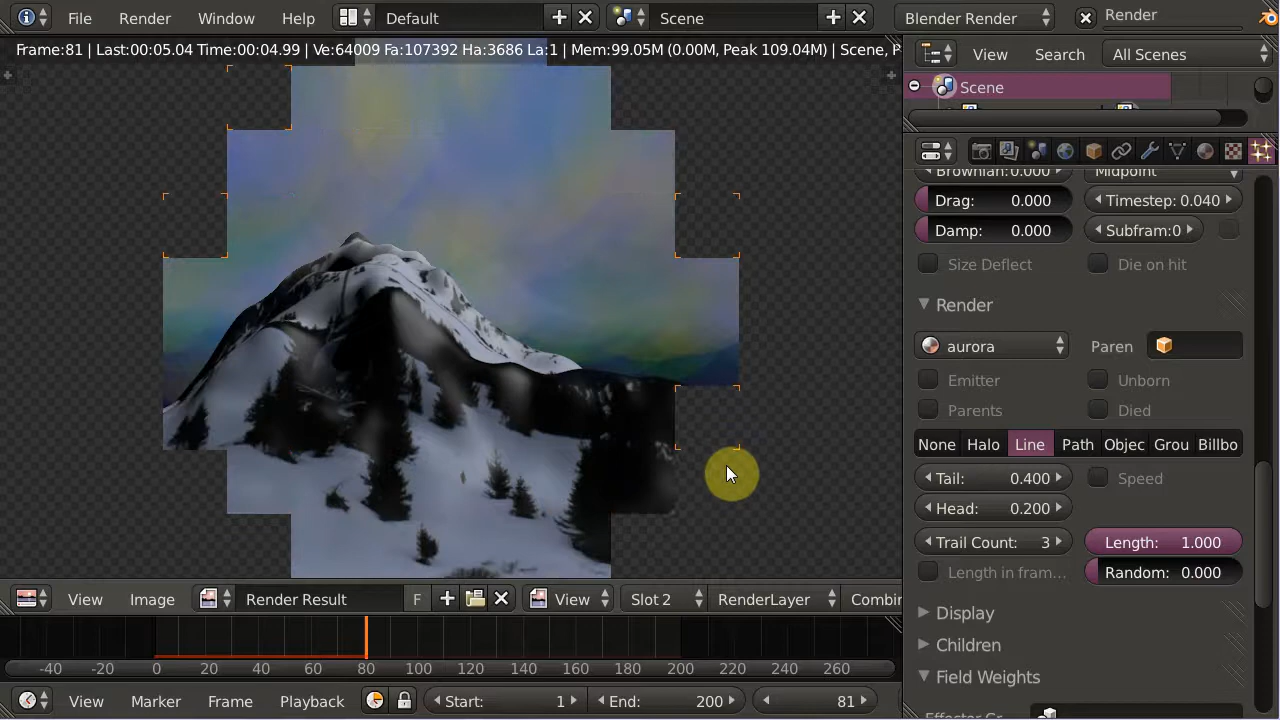 File Render Window Help Default Scene Blender Render Render
Frame:81 | Last:00:05.04 Time:00:04.99 | Ve:64009 Fa:107392 Ha:3686 La:1 | Mem:99.05M (0.00M, Peak 109.04M) | Scene, P
View Search All Scenes
Scene
Brownian:0.000 Midpoint
Drag: 0.000 Timestep: 0.040
Damp: 0.000 Subfram:0
Size Deflect Die on hit
Render
aurora Paren
Emitter Unborn
Parents Died
None Halo Line Path Objec Grou Billbo
Tail: 0.400 Speed
Head: 0.200
Trail Count: 3 Length: 1.000
Length in fram... Random: 0.000
Display
Children
Field Weights
View Image Render Result F View Slot 2 RenderLayer Combin
-40 -20 0 20 40 60 80 100 120 140 160 180 200 220 240 260
View Marker Frame Playback Start: 1 End: 200 81